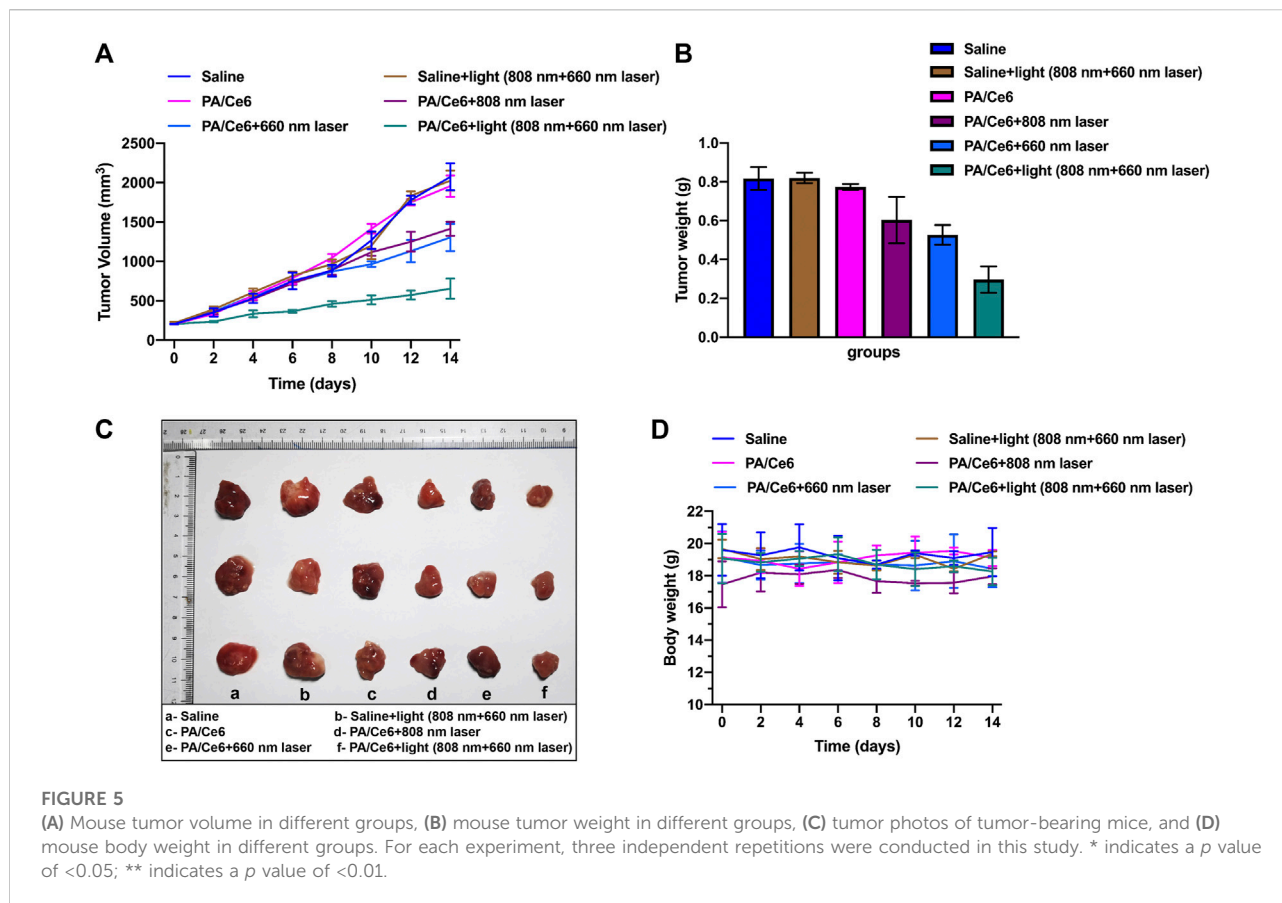 A
Saline
Saline+light (808 nm+660 nm laser)
PA/Ce6
PA/Ce6+808 nm laser
PA/Ce6+660 nm laser
PA/Ce6+light (808 nm+660 nm laser)
Tumor Volume (mm³)
2500
2000
1500
1000
500
0
0 2 4 6 8 10 12 14
Time (days)
B
Saline
Saline+light (808 nm+660 nm laser)
PA/Ce6
PA/Ce6+808 nm laser
PA/Ce6+660 nm laser
PA/Ce6+light (808 nm+660 nm laser)
Tumor weight (g)
1.0
0.8
0.6
0.4
0.2
0.0
groups
C
a b c d e f
a- Saline b- Saline+light (808 nm+660 nm laser)
c- PA/Ce6 d- PA/Ce6+808 nm laser
e- PA/Ce6+660 nm laser f- PA/Ce6+light (808 nm+660 nm laser)
D
Saline
Saline+light (808 nm+660 nm laser)
PA/Ce6
PA/Ce6+808 nm laser
PA/Ce6+660 nm laser
PA/Ce6+light (808 nm+660 nm laser)
Body weight (g)
22
20
18
16
14
12
10
0 2 4 6 8 10 12 14
Time (days)
FIGURE 5
(A) Mouse tumor volume in different groups, (B) mouse tumor weight in different groups, (C) tumor photos of tumor-bearing mice, and (D)
mouse body weight in different groups. For each experiment, three independent repetitions were conducted in this study. * indicates a p value
of <0.05; ** indicates a p value of <0.01.